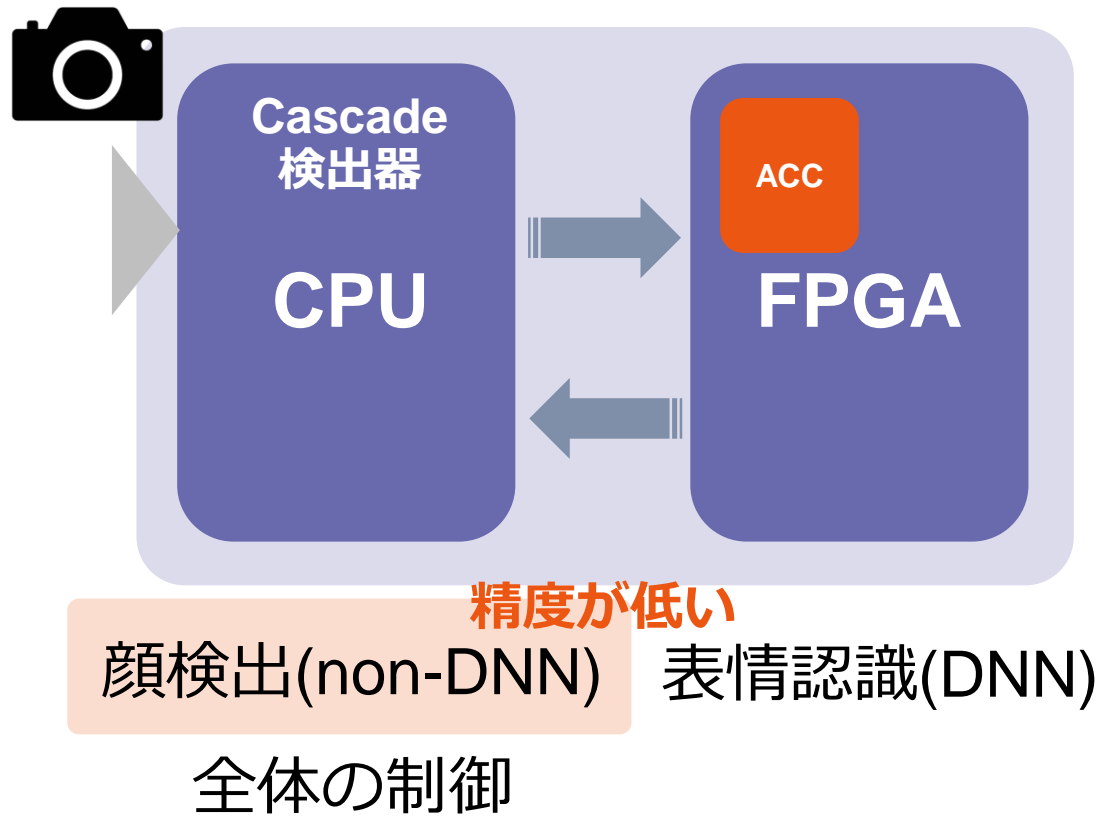 Cascade
検出器
CPU
ACC
FPGA
精度が低い
顔検出(non-DNN)
表情認識(DNN)
全体の制御